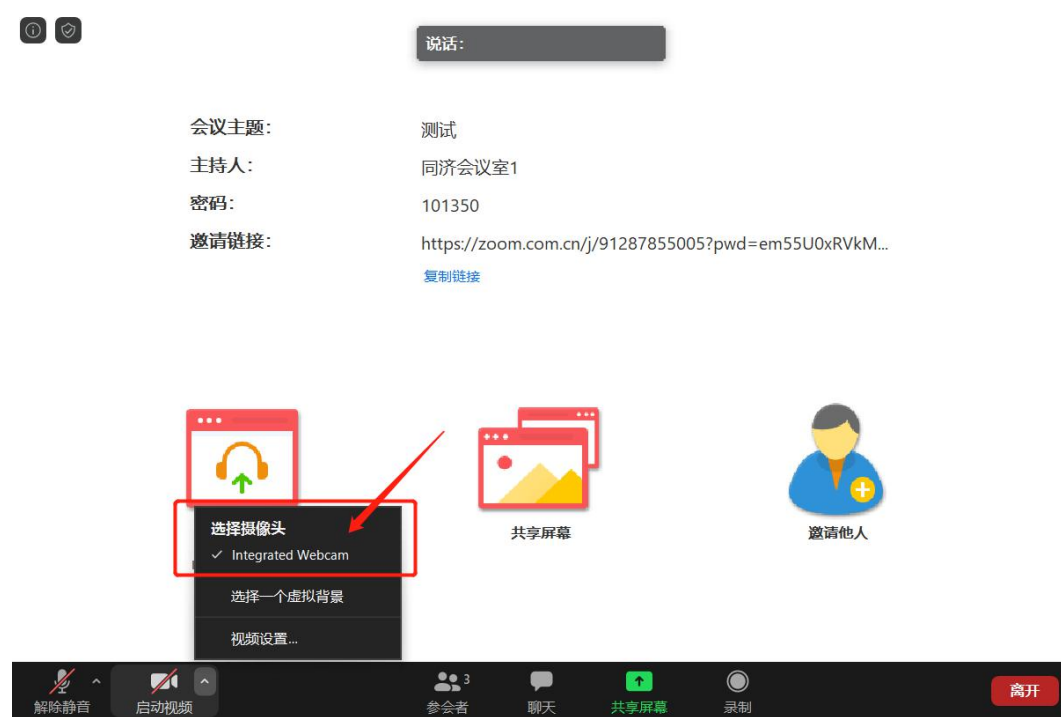 说话:
会议主题:
测试
主持人:
同济会议室1
密码:
101350
邀请链接:
https://zoom.com.cn/j/91287855005?pwd=em55U0xRVkM...
复制链接
选择摄像头
Integrated Webcam
选择一个虚拟背景
视频设置...
共享屏幕
邀请他人
解除静音
启动视频
3
参会者
聊天
共享屏幕
录制
离开